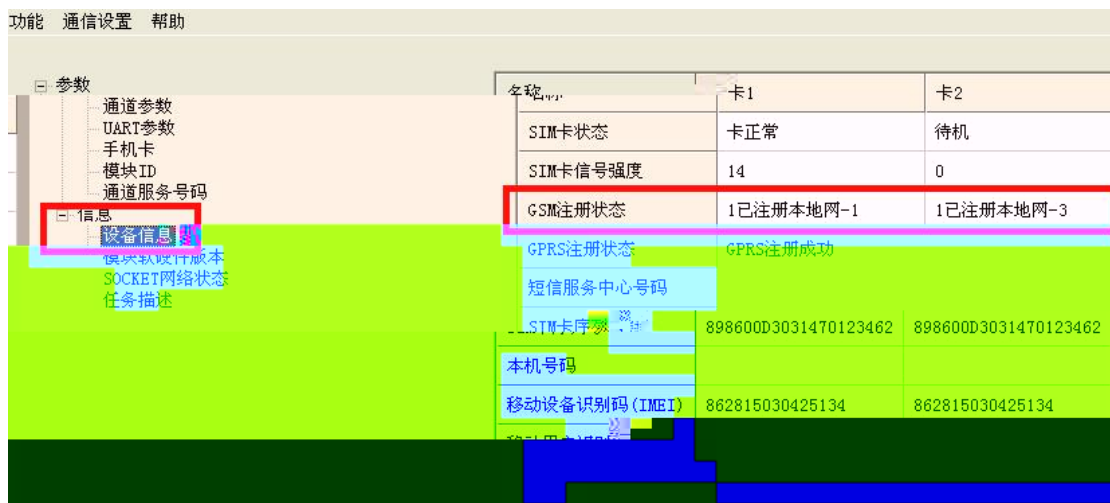 功能 通信设置 帮助
参数
通道参数
UART参数
手机卡
模块ID
通道服务号码
信息
设备信息
模块软硬件版本
SOCKET网络状态
任务描述
卡1 卡2
SIM卡状态 卡正常 待机
SIM卡信号强度 14 0
GSM注册状态 1已注册本地网-1 1已注册本地网-3
GPRS注册状态 GPRS注册成功
短信服务中心号码
898600D3031470123462 898600D3031470123462
本机号码
移动设备识别码(IMEI) 862815030425134 862815030425134